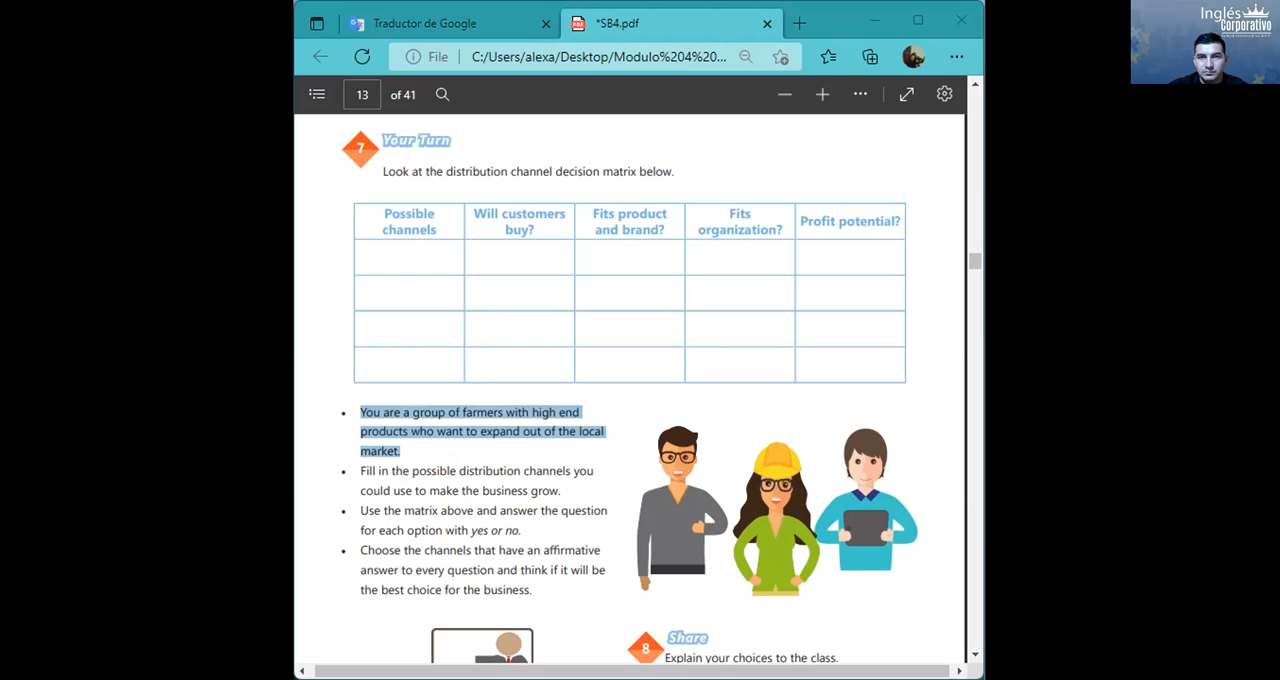 Traductor de Google
*SB4.pdf
File
C:/Users/alexa/Desktop/Modulo%204%20...
13
of 41
7
Your Turn
Look at the distribution channel decision matrix below.
Possible channels
Will customers buy?
Fits product and brand?
Fits organization?
Profit potential?
• You are a group of farmers with high end
products who want to expand out of the local
market.
• Fill in the possible distribution channels you
could use to make the business grow.
• Use the matrix above and answer the question
for each option with yes or no.
• Choose the channels that have an affirmative
answer to every question and think if it will be
the best choice for the business.
8
Share
Explain your choices to the class.
Inglés
Corporativo